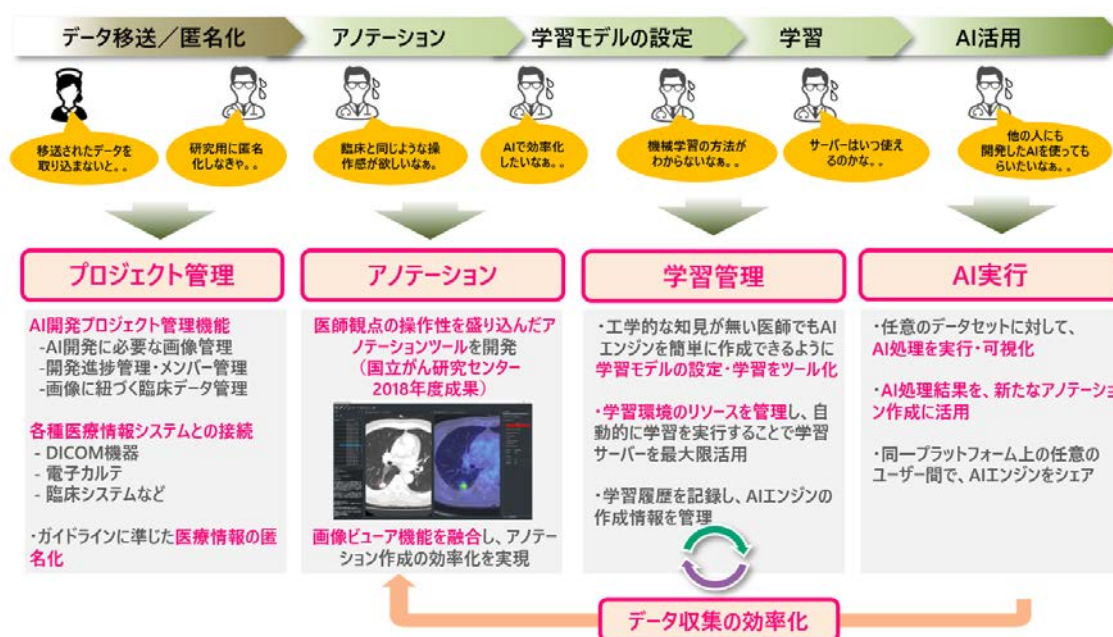 データ移送／匿名化
アノテーション
学習モデルの設定
学習
AI活用
移送されたデータを
取り込まないと。。
研究用に匿名
化しなきゃ。。
臨床と同じような操
作感が欲しいなぁ。
AIで効率化
したいなぁ。。
機械学習の方法が
わからないなぁ。。
サーバーはいつ使え
るのかな。。
他の人にも
開発したAIを使っても
らいたいなぁ。。
プロジェクト管理
AI開発プロジェクト管理機能
-AI開発に必要な画像管理
-開発進捗管理・メンバー管理
-画像に紐づく臨床データ管理
各種医療情報システムとの接続
- DICOM機器
- 電子カルテ
- 臨床システムなど
・ガイドラインに準じた医療情報の匿
名化
アノテーション
医師観点の操作性を盛り込んだア
ノテーションツールを開発
（国立がん研究センター
2018年度成果）
画像ビューア機能を融合し、アノテー
ション作成の効率化を実現
学習管理
・工学的な知見が無い医師でもAI
エンジンを簡単に作成できるように
学習モデルの設定・学習をツール化
・学習環境のリソースを管理し、自
動的に学習を実行することで学習
サーバーを最大限活用
・学習履歴を記録し、AIエンジンの
作成情報を管理
AI実行
・任意のデータセットに対して、
AI処理を実行・可視化
・AI処理結果を、新たなアノテーショ
ン作成に活用
・同一プラットフォーム上の任意の
ユーザー間で、AIエンジンをシェア
データ収集の効率化